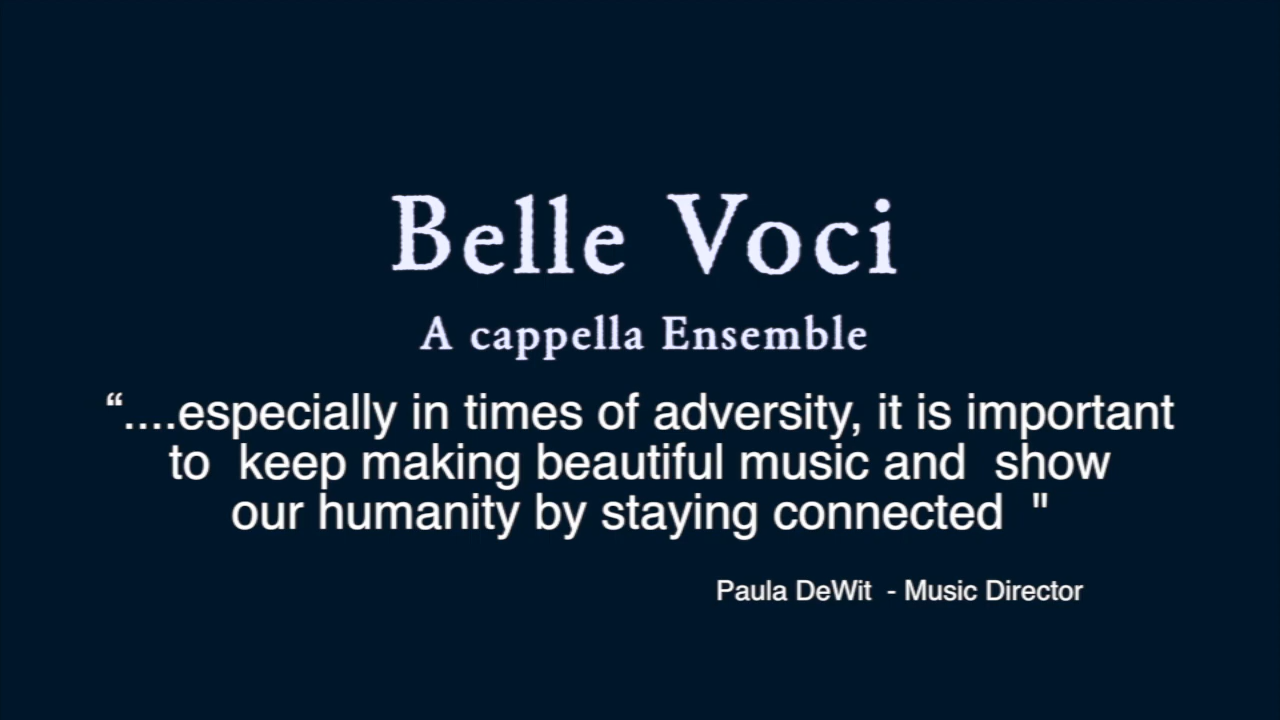 Belle Voci
A cappella Ensemble
“....especially in times of adversity, it is important
to  keep making beautiful music and  show
our humanity by staying connected  "
Paula DeWit  - Music Director